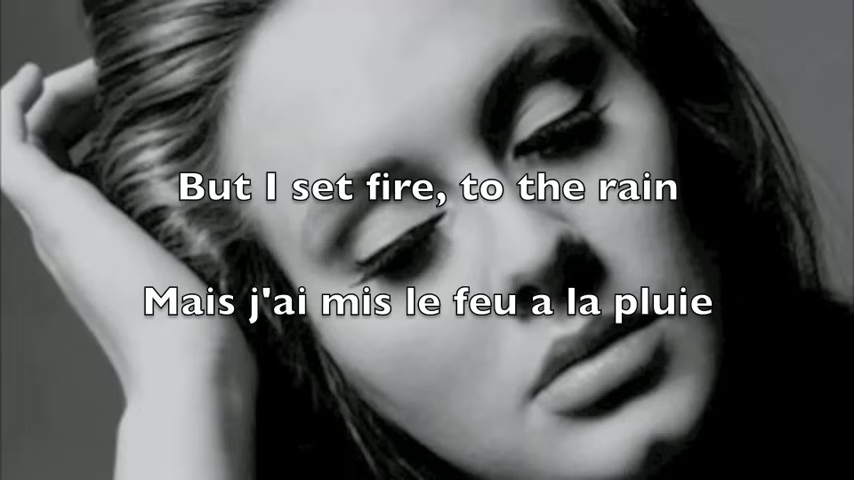 But I set fire, to the rain
Mais j'ai mis le feu a la pluie